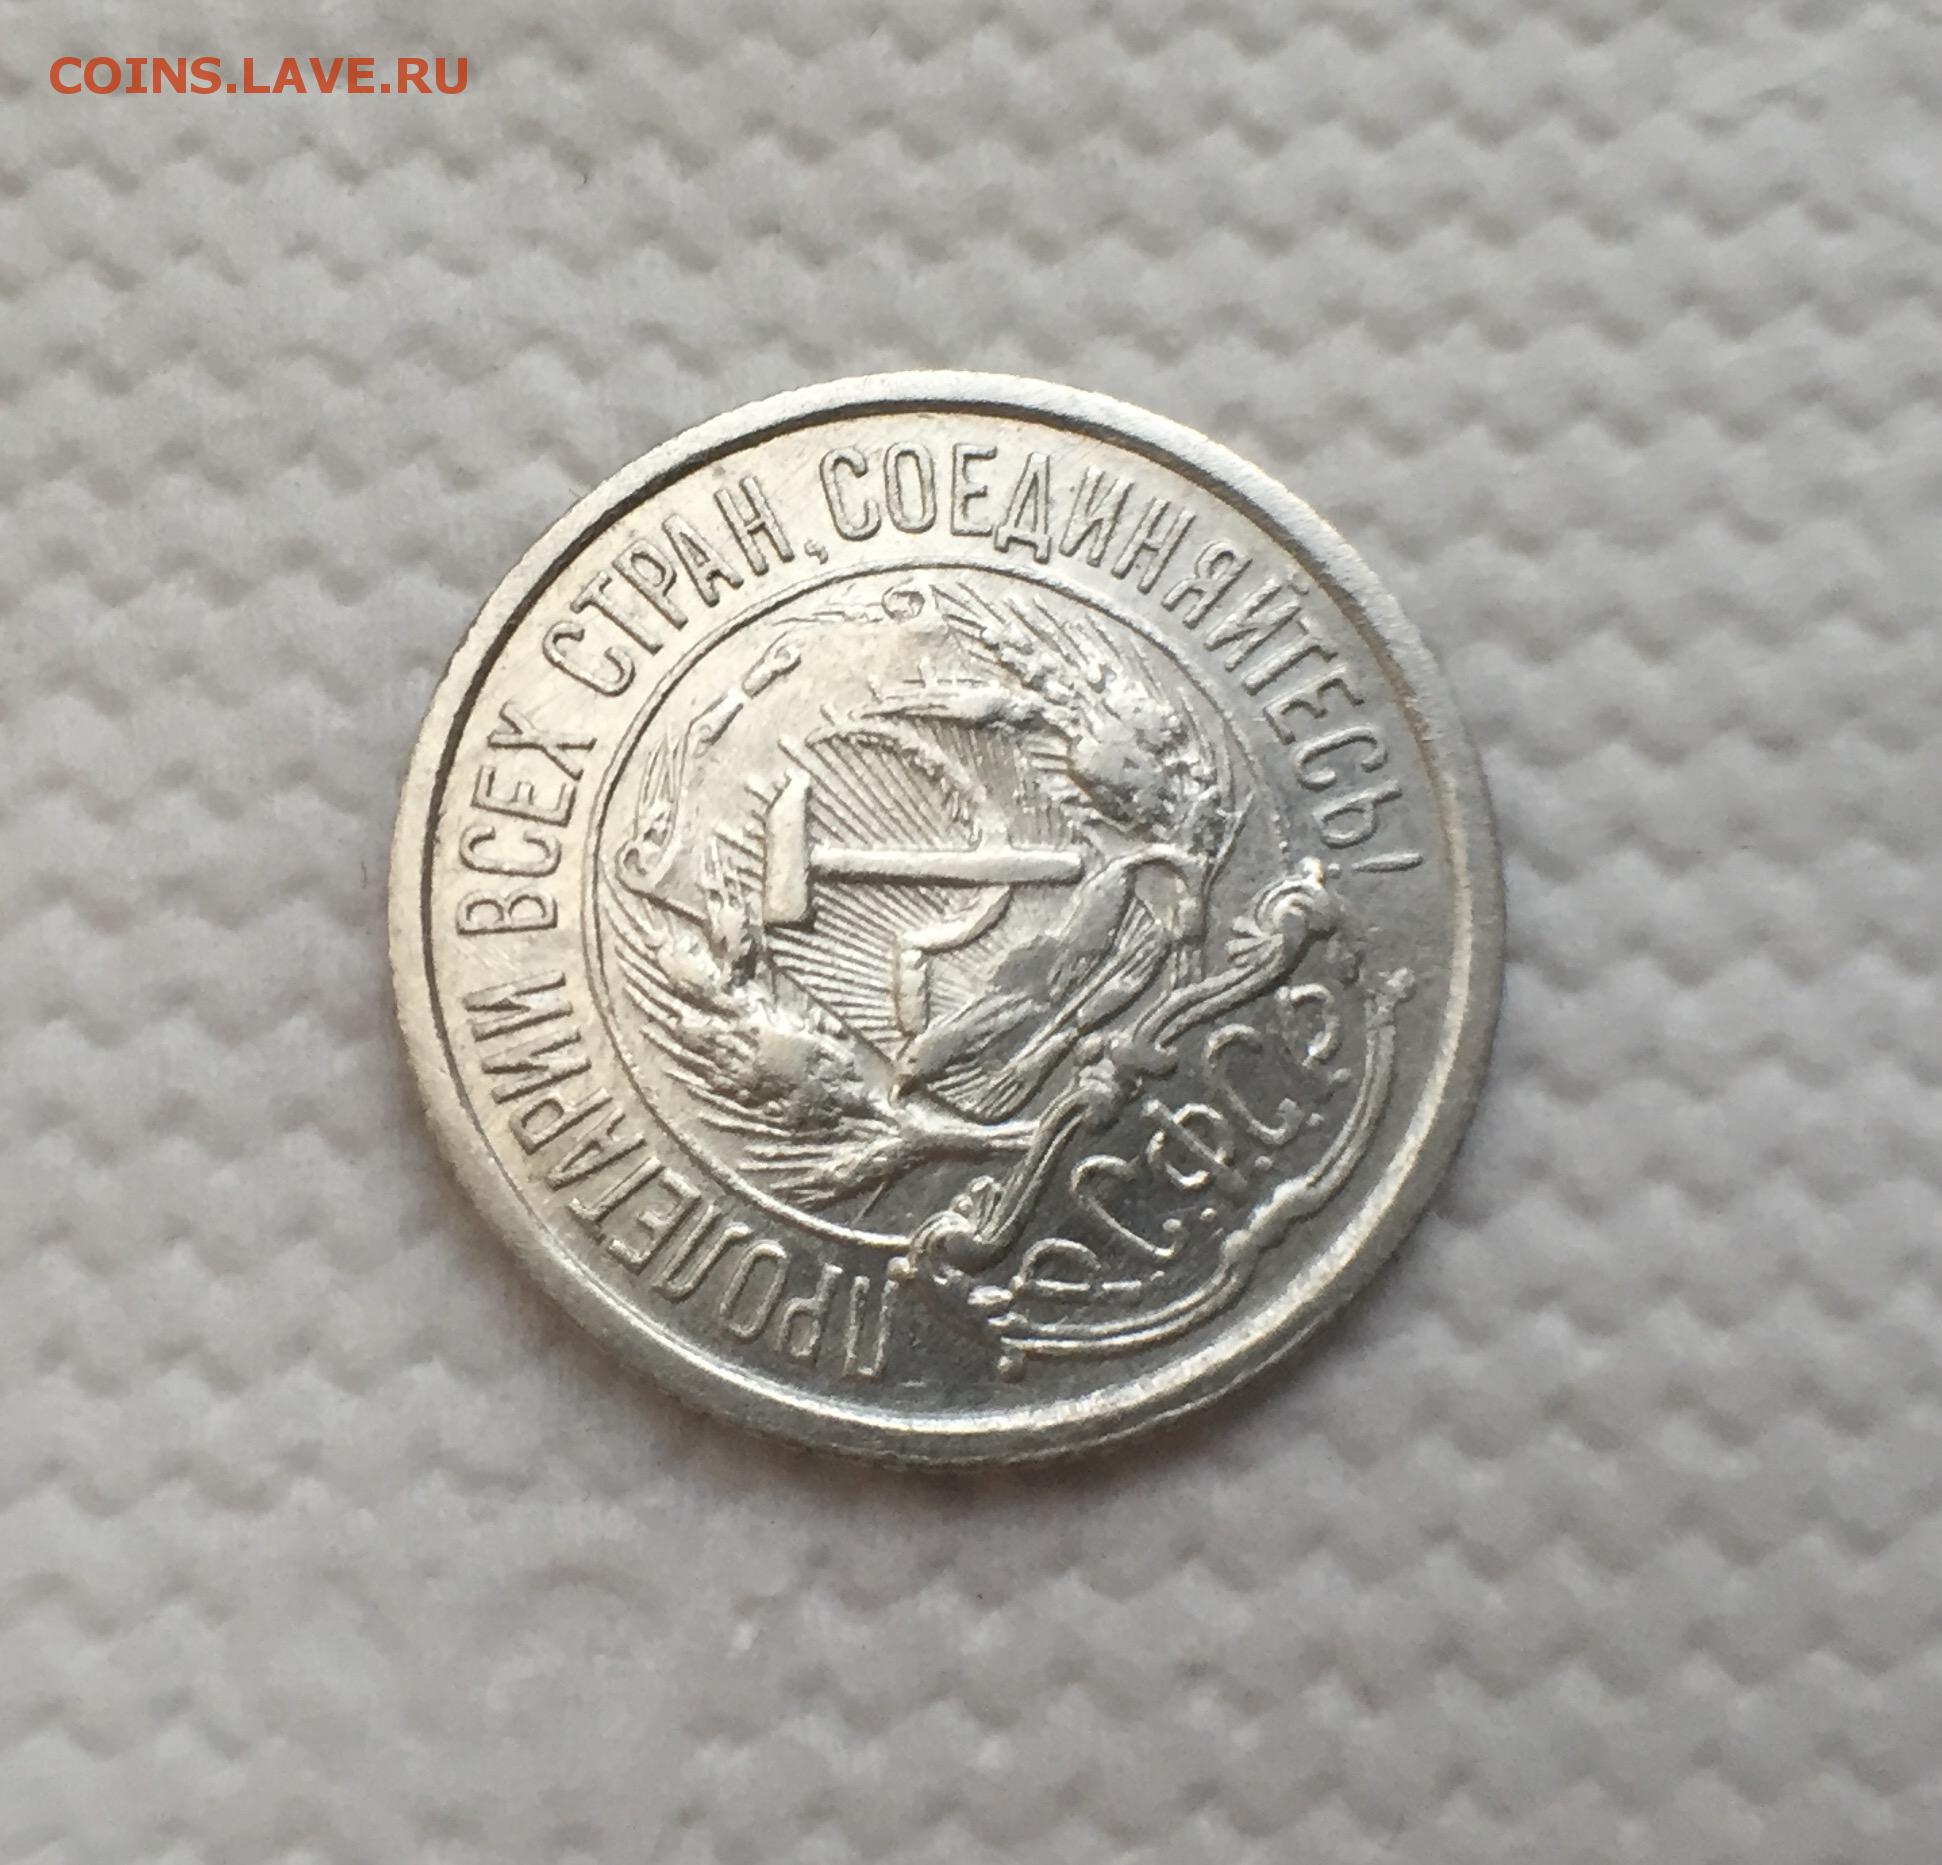 COINS.LAVE.RU
ПРОЛЕТАРИИ ВСЕХ СТРАН, СОЕДИНЯЙТЕСЬ!
Р.С.Ф.С.Р.